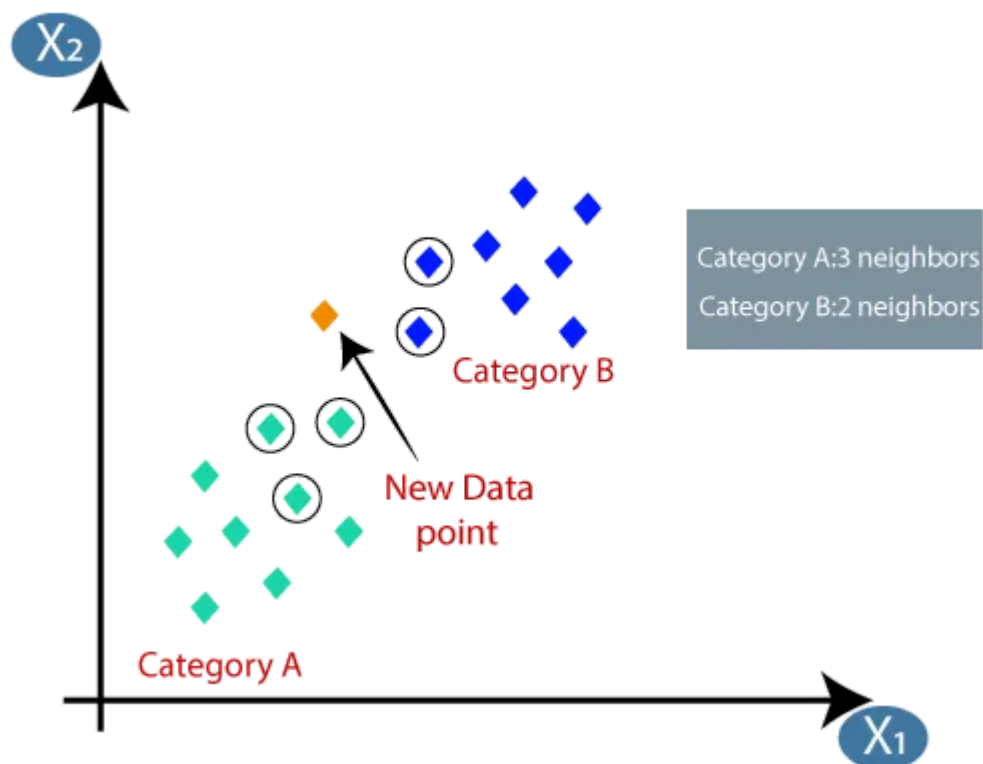 X₂
Category A:3 neighbors
Category B:2 neighbors
Category B
New Data
point
Category A
X₁